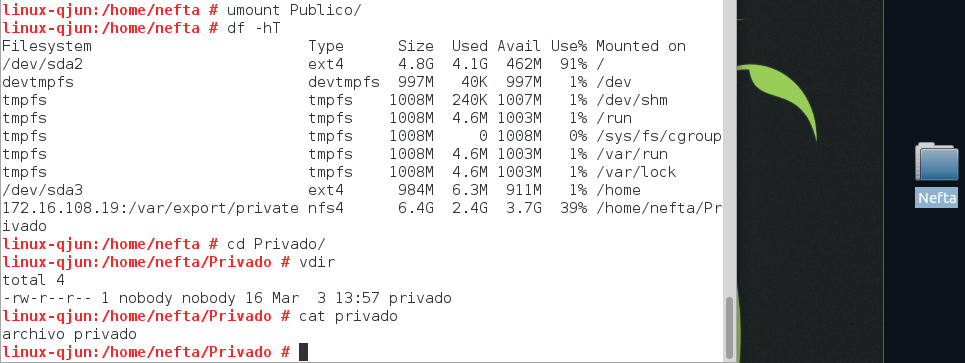 linux-qjun:/home/nefta # umount Publico/
linux-qjun:/home/nefta # df -hT
Filesystem                    Type      Size  Used Avail Use% Mounted on
/dev/sda2                     ext4      4.8G  4.1G  462M  91% /
devtmpfs                      devtmpfs  997M   40K  997M   1% /dev
tmpfs                         tmpfs    1008M  240K 1007M   1% /dev/shm
tmpfs                         tmpfs    1008M  4.6M 1003M   1% /run
tmpfs                         tmpfs    1008M     0 1008M   0% /sys/fs/cgroup
tmpfs                         tmpfs    1008M  4.6M 1003M   1% /var/run
tmpfs                         tmpfs    1008M  4.6M 1003M   1% /var/lock
/dev/sda3                     ext4      984M  6.3M  911M   1% /home
172.16.108.19:/var/export/private nfs4      6.4G  2.4G  3.7G  39% /home/nefta/Pr
ivado
linux-qjun:/home/nefta # cd Privado/
linux-qjun:/home/nefta/Privado # vdir
total 4
-rw-r--r-- 1 nobody nobody 16 Mar  3 13:57 privado
linux-qjun:/home/nefta/Privado # cat privado
archivo privado
linux-qjun:/home/nefta/Privado #
Nefta